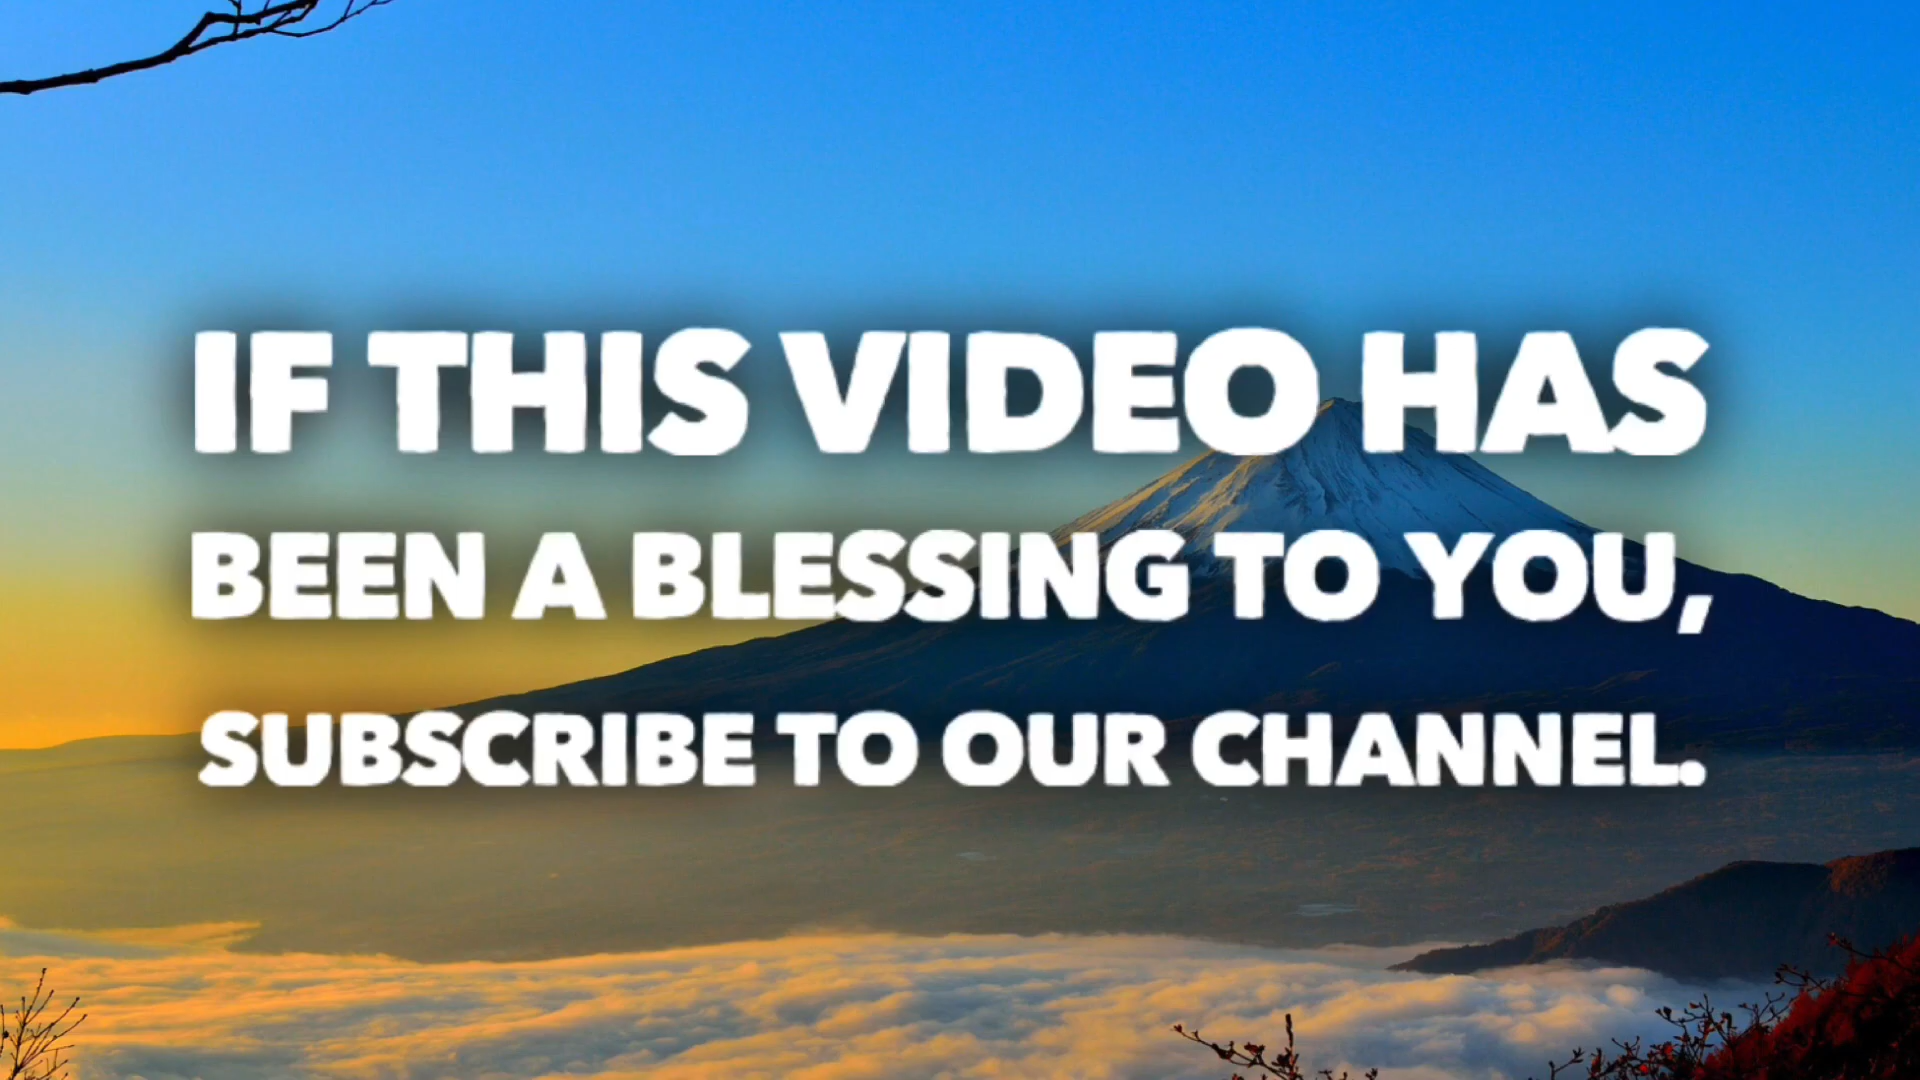 IF THIS VIDEO HAS
BEEN A BLESSING TO YOU,
SUBSCRIBE TO OUR CHANNEL.